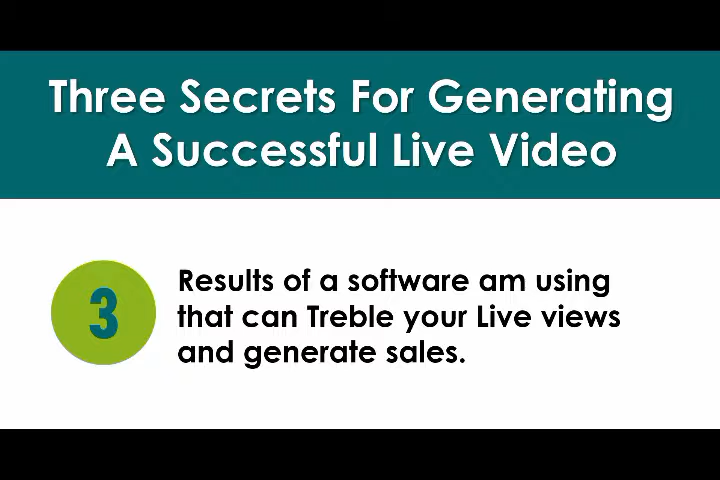 Three Secrets For Generating
A Successful Live Video
3
Results of a software am using
that can Treble your Live views
and generate sales.